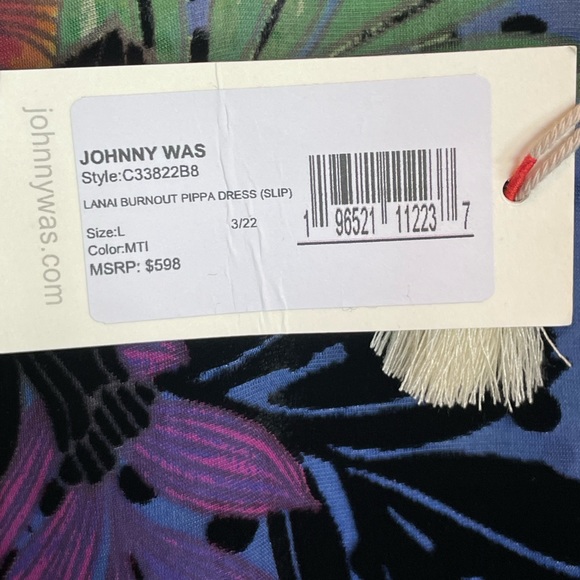 johnnywas.com
JOHNNY WAS
Style:C33822B8
LANAI BURNOUT PIPPA DRESS (SLIP)
3/22
Size:L
Color:MTI
MSRP: $598
1 96521 11223 7